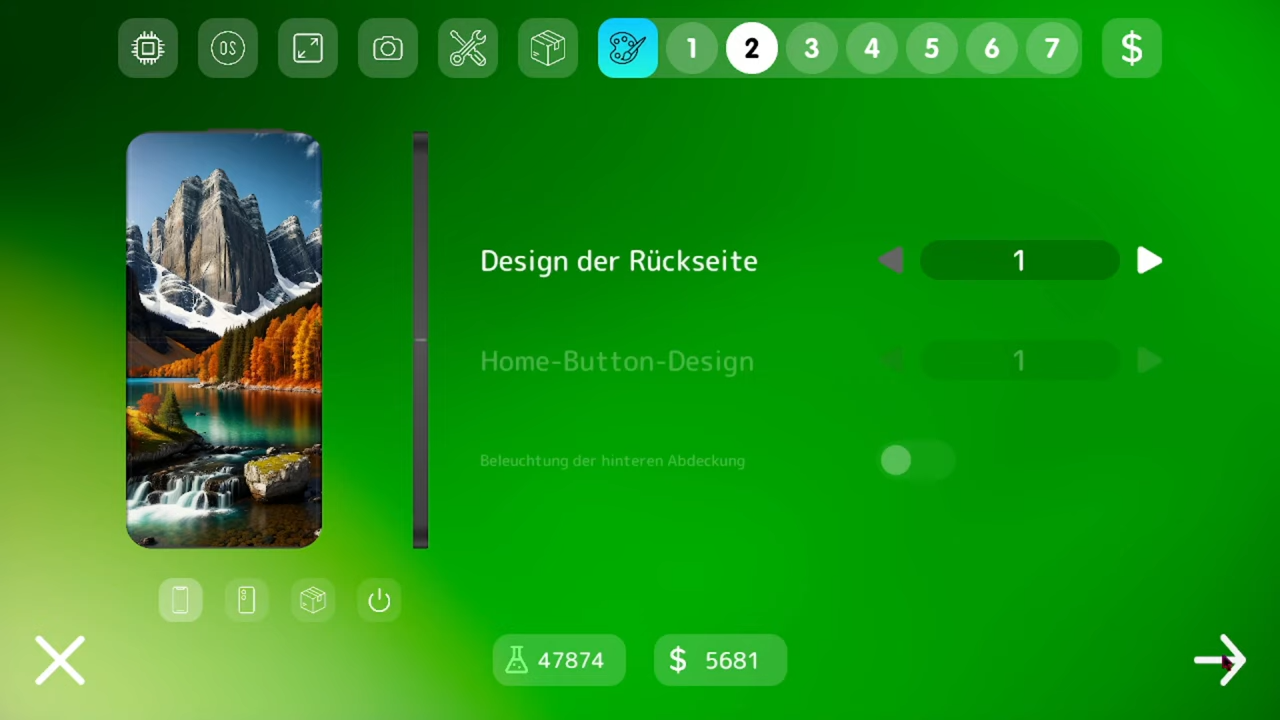 OS 1 2 3 4 5 6 7 $
Design der Rückseite 1
Home-Button-Design 1
Beleuchtung der hinteren Abdeckung
47874 $ 5681